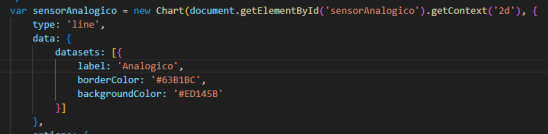 var sensorAnalogico = new Chart(document.getElementById('sensorAnalogico').getContext('2d'), {
    type: 'line',
    data: {
        datasets: [{
            label: 'Analogico',
            borderColor: '#63B1BC',
            backgroundColor: '#ED145B'
        }]
    },
    options: {